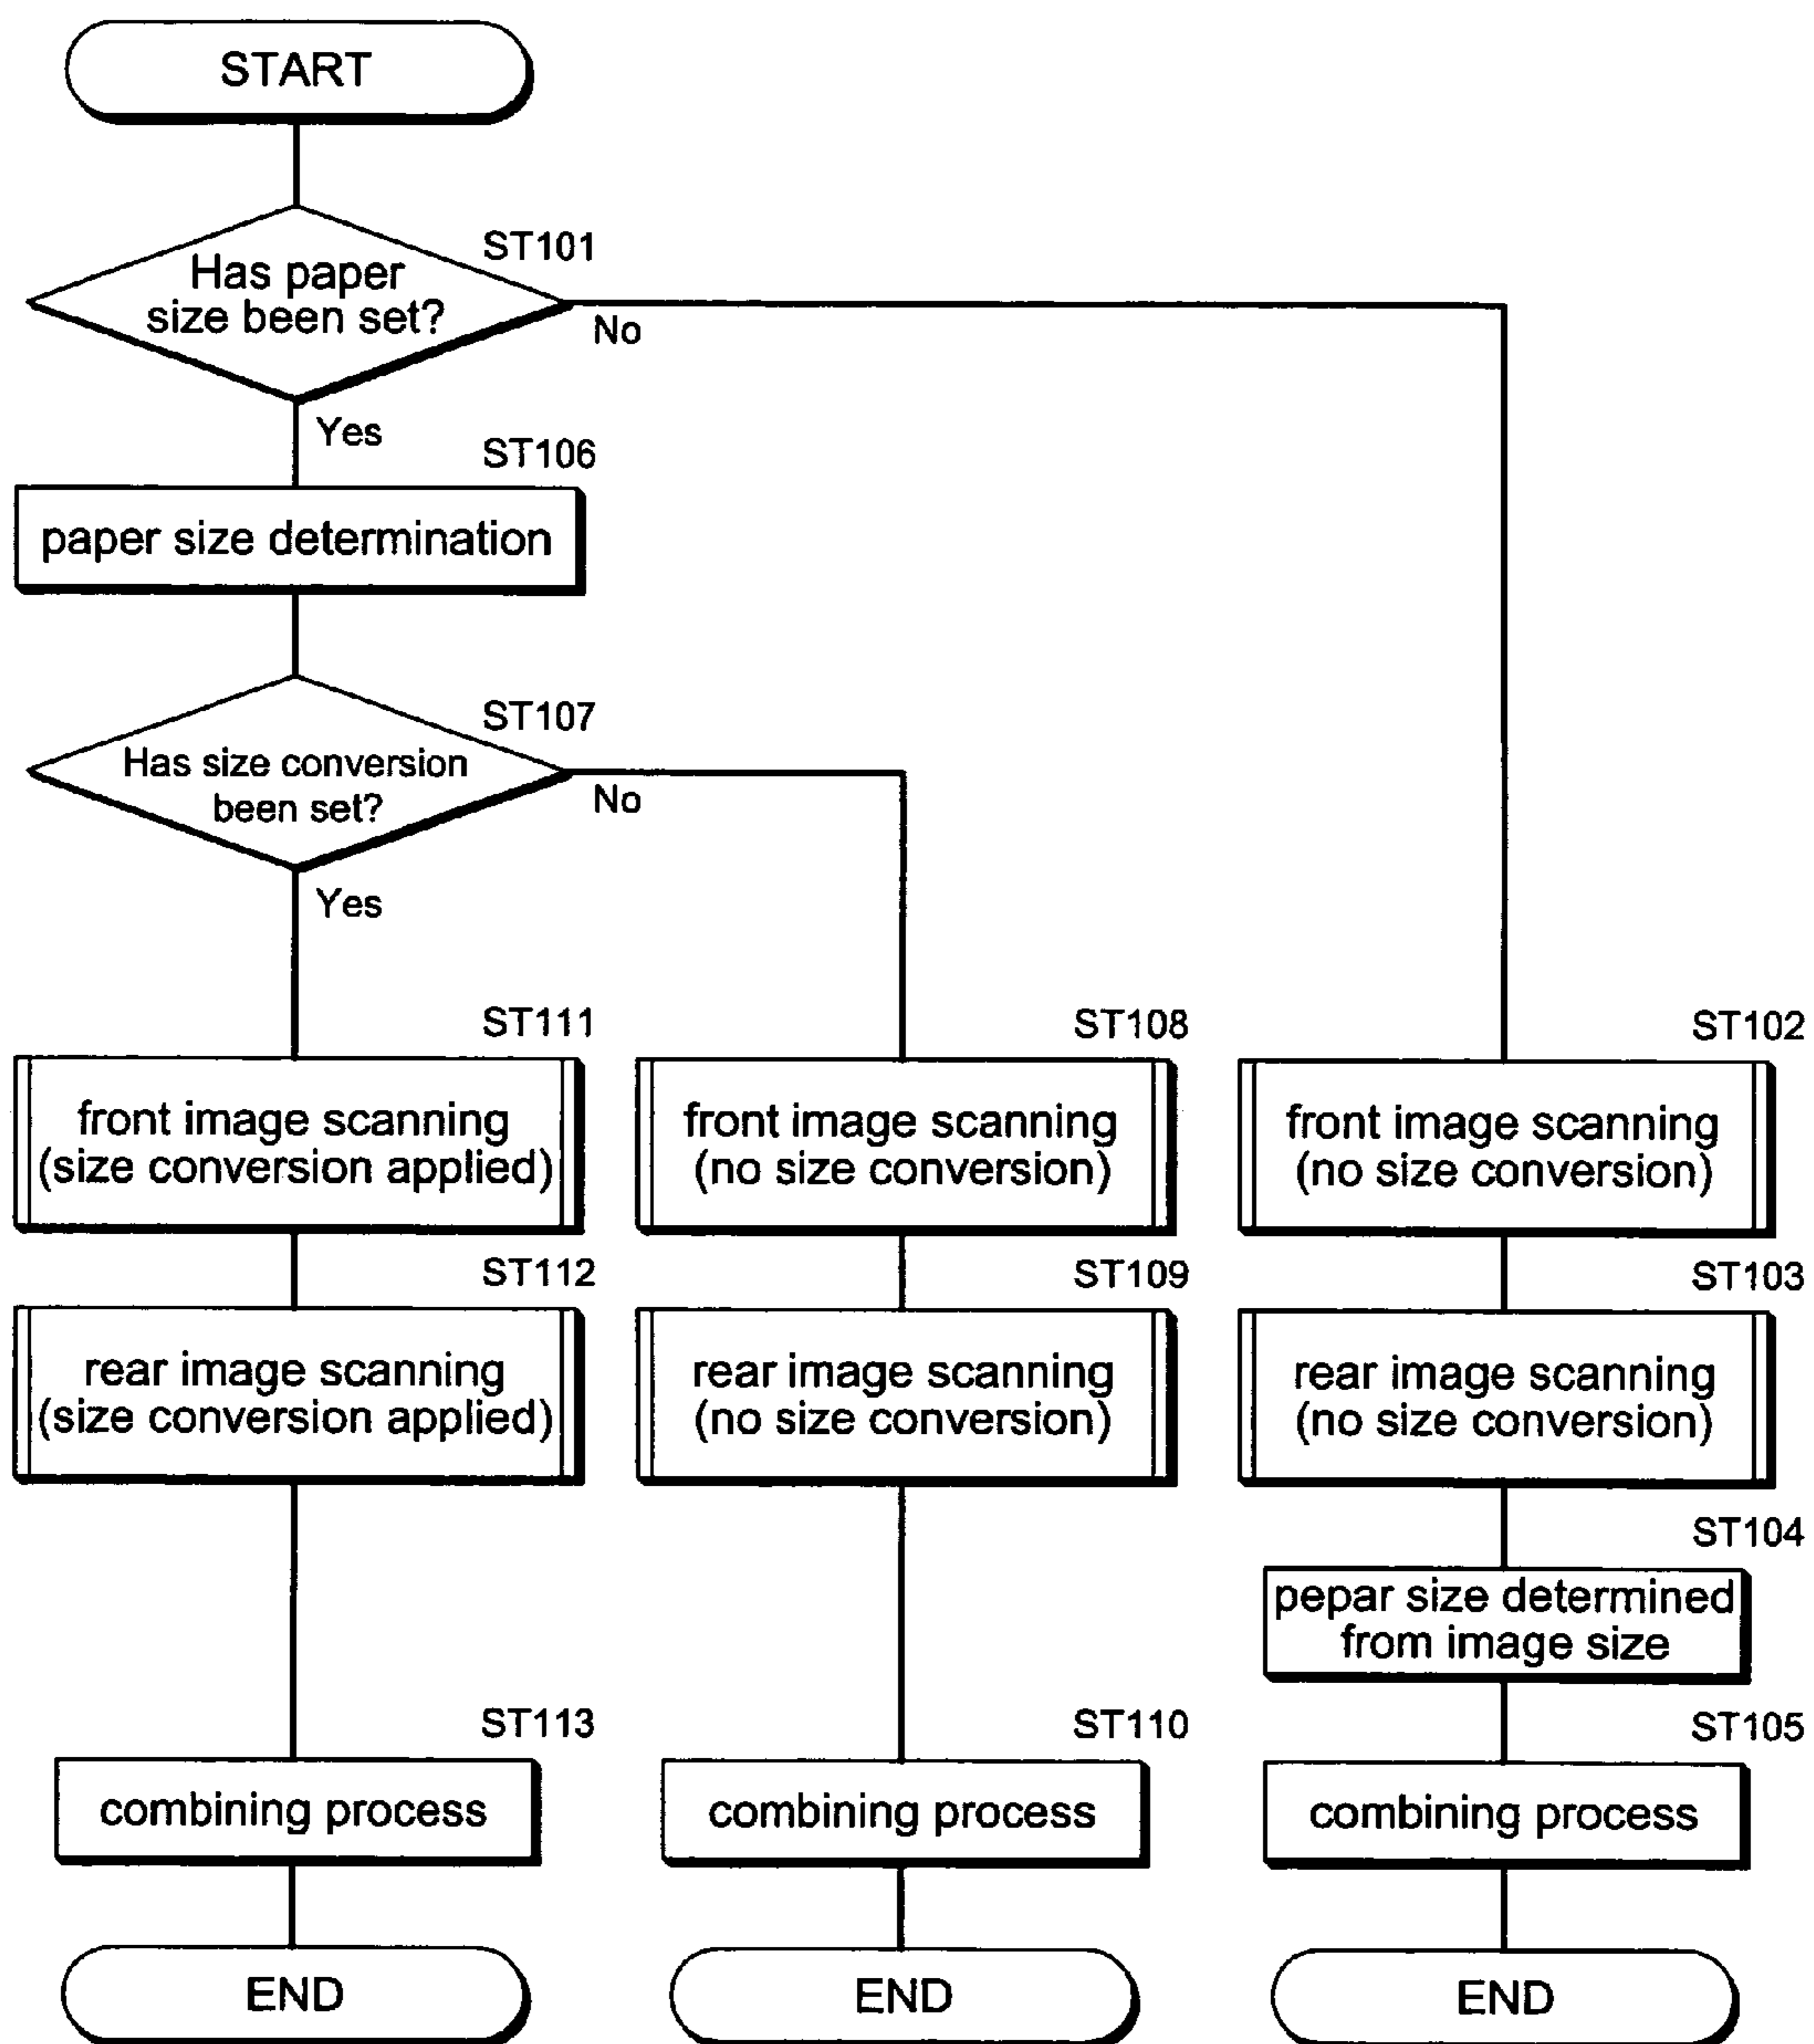 START
ST101
Has paper
size been set?
No
Yes
ST106
paper size determination
ST107
Has size conversion
been set?
No
Yes
ST111
front image scanning
(size conversion applied)
ST112
rear image scanning
(size conversion applied)
ST113
combining process
END
ST108
front image scanning
(no size conversion)
ST109
rear image scanning
(no size conversion)
ST110
combining process
END
ST102
front image scanning
(no size conversion)
ST103
rear image scanning
(no size conversion)
ST104
pepar size determined
from image size
ST105
combining process
END